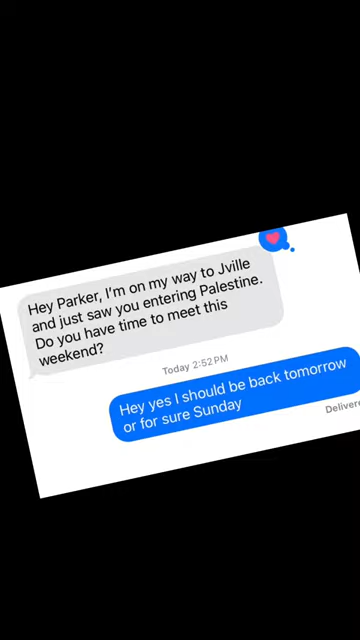 Hey Parker, I'm on my way to Jville
and just saw you entering Palestine.
Do you have time to meet this
weekend?
Today 2:52 PM
Hey yes I should be back tomorrow
or for sure Sunday